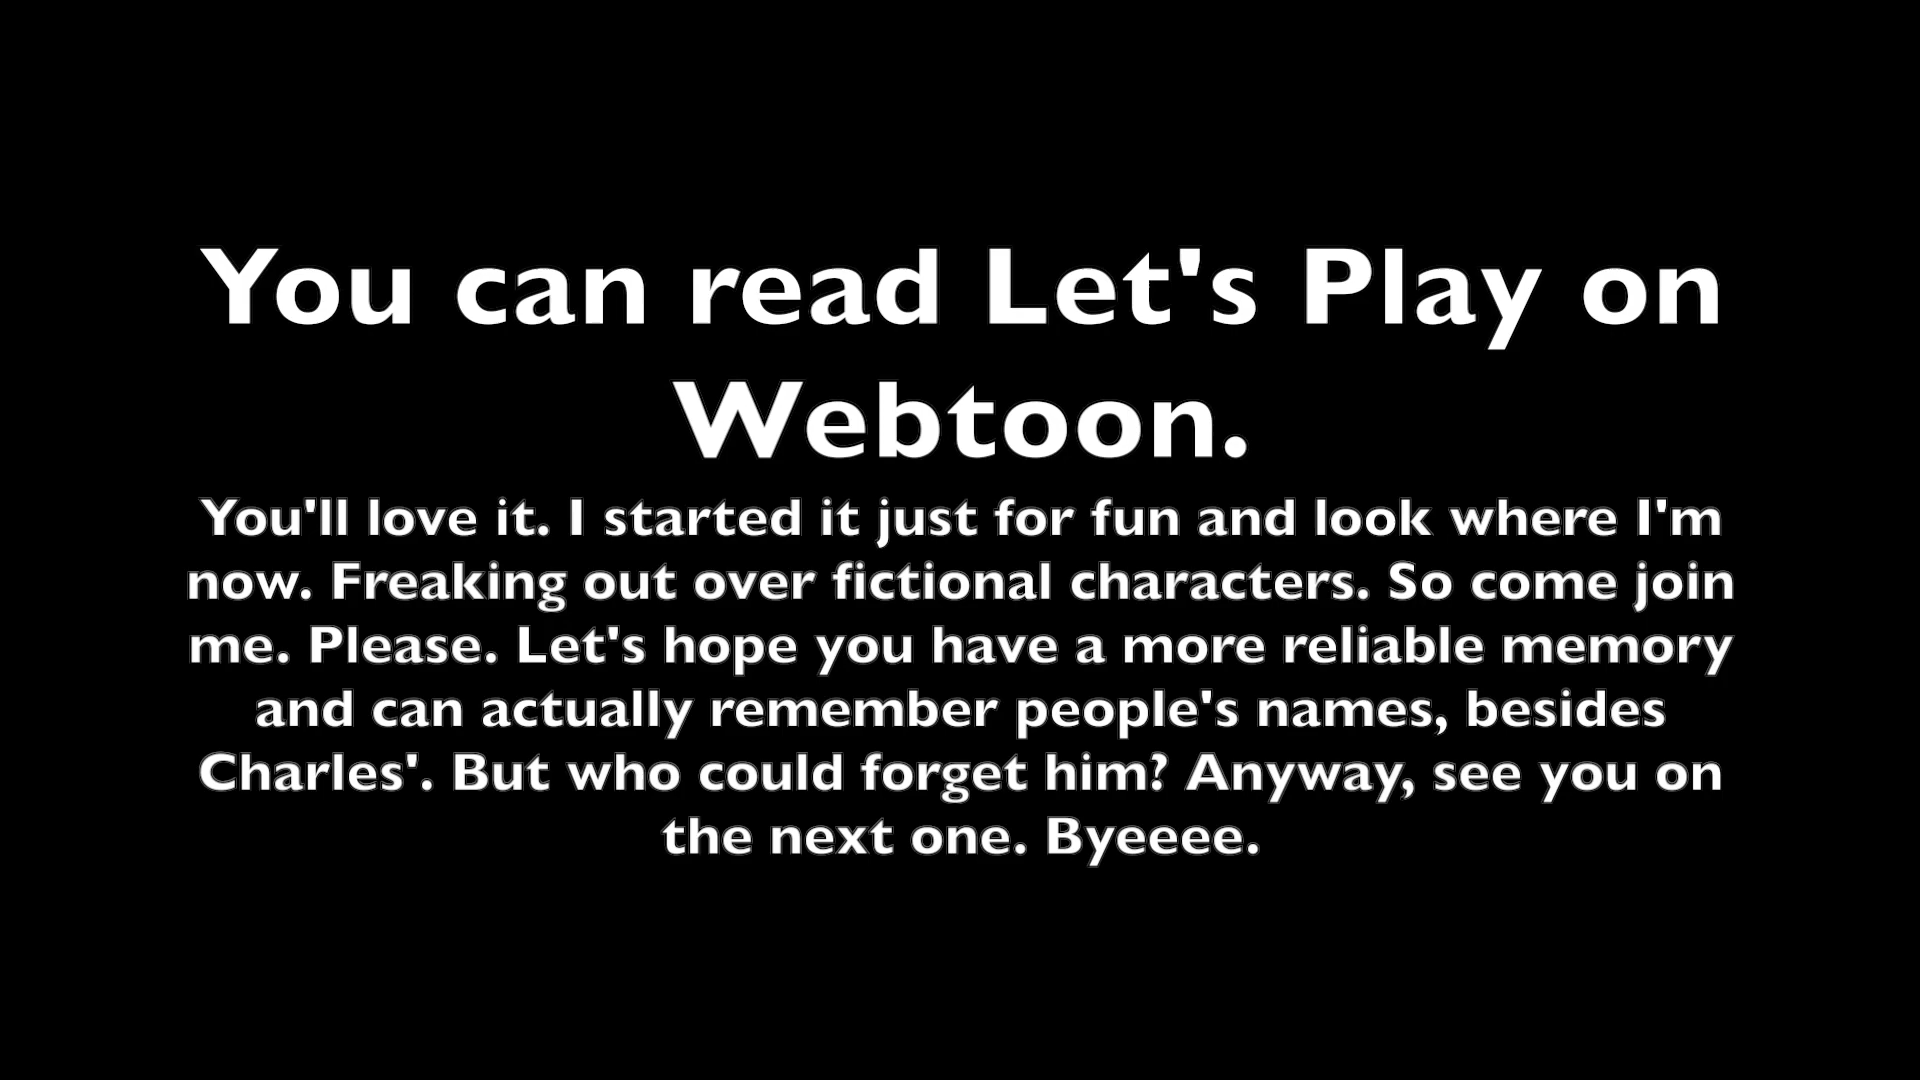 You can read Let's Play on
Webtoon.
You'll love it. I started it just for fun and look where I'm
now. Freaking out over fictional characters. So come join
me. Please. Let's hope you have a more reliable memory
and can actually remember people's names, besides
Charles'. But who could forget him? Anyway, see you on
the next one. Byeeee.